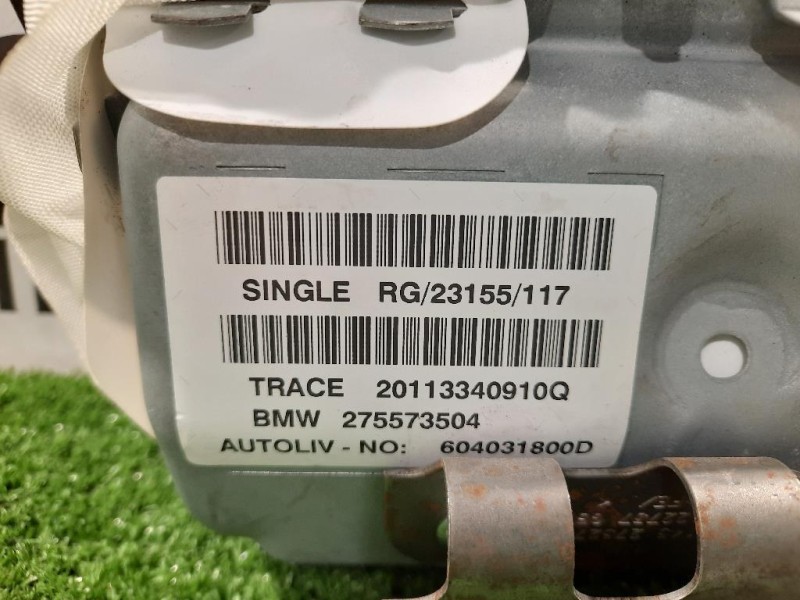 SINGLE RG/23155/117
TRACE 20113340910Q
BMW 275573504
AUTOLIV - NO: 604031800D